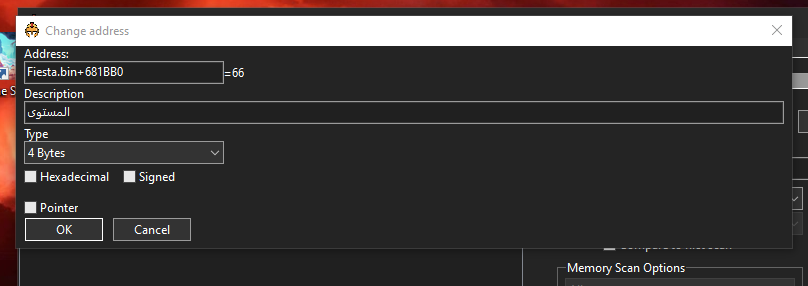 Change address
Address:
Fiesta.bin+681BB0 =66
Description
المستوى
Type
4 Bytes
Hexadecimal Signed
Pointer
OK Cancel
Memory Scan Options